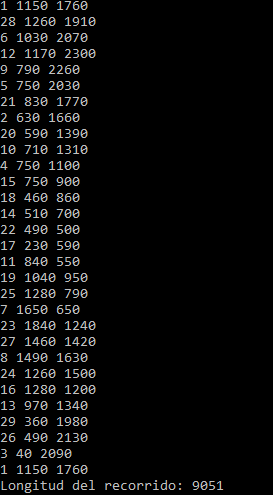 1 1150 1760
28 1260 1910
6 1030 2070
12 1170 2300
9 790 2260
5 750 2030
21 830 1770
2 630 1660
20 590 1390
10 710 1310
4 750 1100
15 750 900
18 460 860
14 510 700
22 490 500
17 230 590
11 840 550
19 1040 950
25 1280 790
7 1650 650
23 1840 1240
27 1460 1420
8 1490 1630
24 1260 1500
16 1280 1200
13 970 1340
29 360 1980
26 490 2130
3 40 2090
1 1150 1760
Longitud del recorrido: 9051